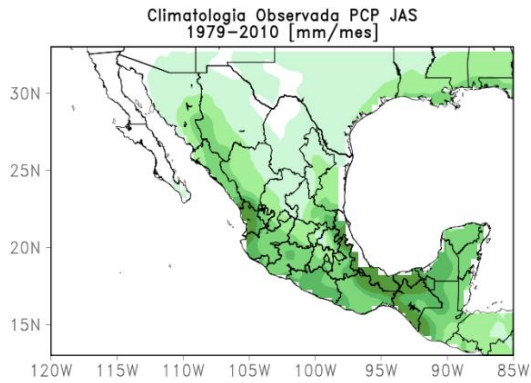 Climatologia Observada PCP JAS
1979-2010 [mm/mes]
30N
25N
20N
15N
120W 115W 110W 105W 100W 95W 90W 85W